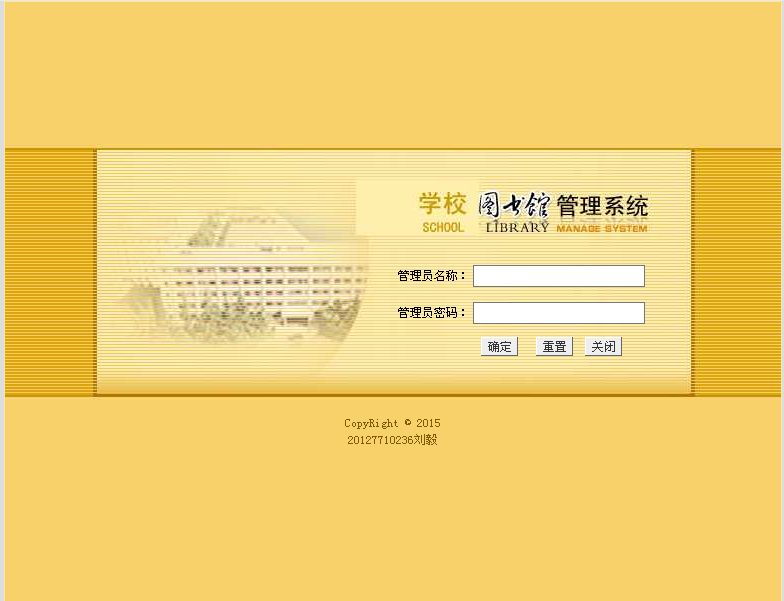 学校 图书馆 管理系统
SCHOOL LIBRARY MANAGE SYSTEM
管理员名称：
管理员密码：
确定 重置 关闭
CopyRight © 2015
20127710236刘毅